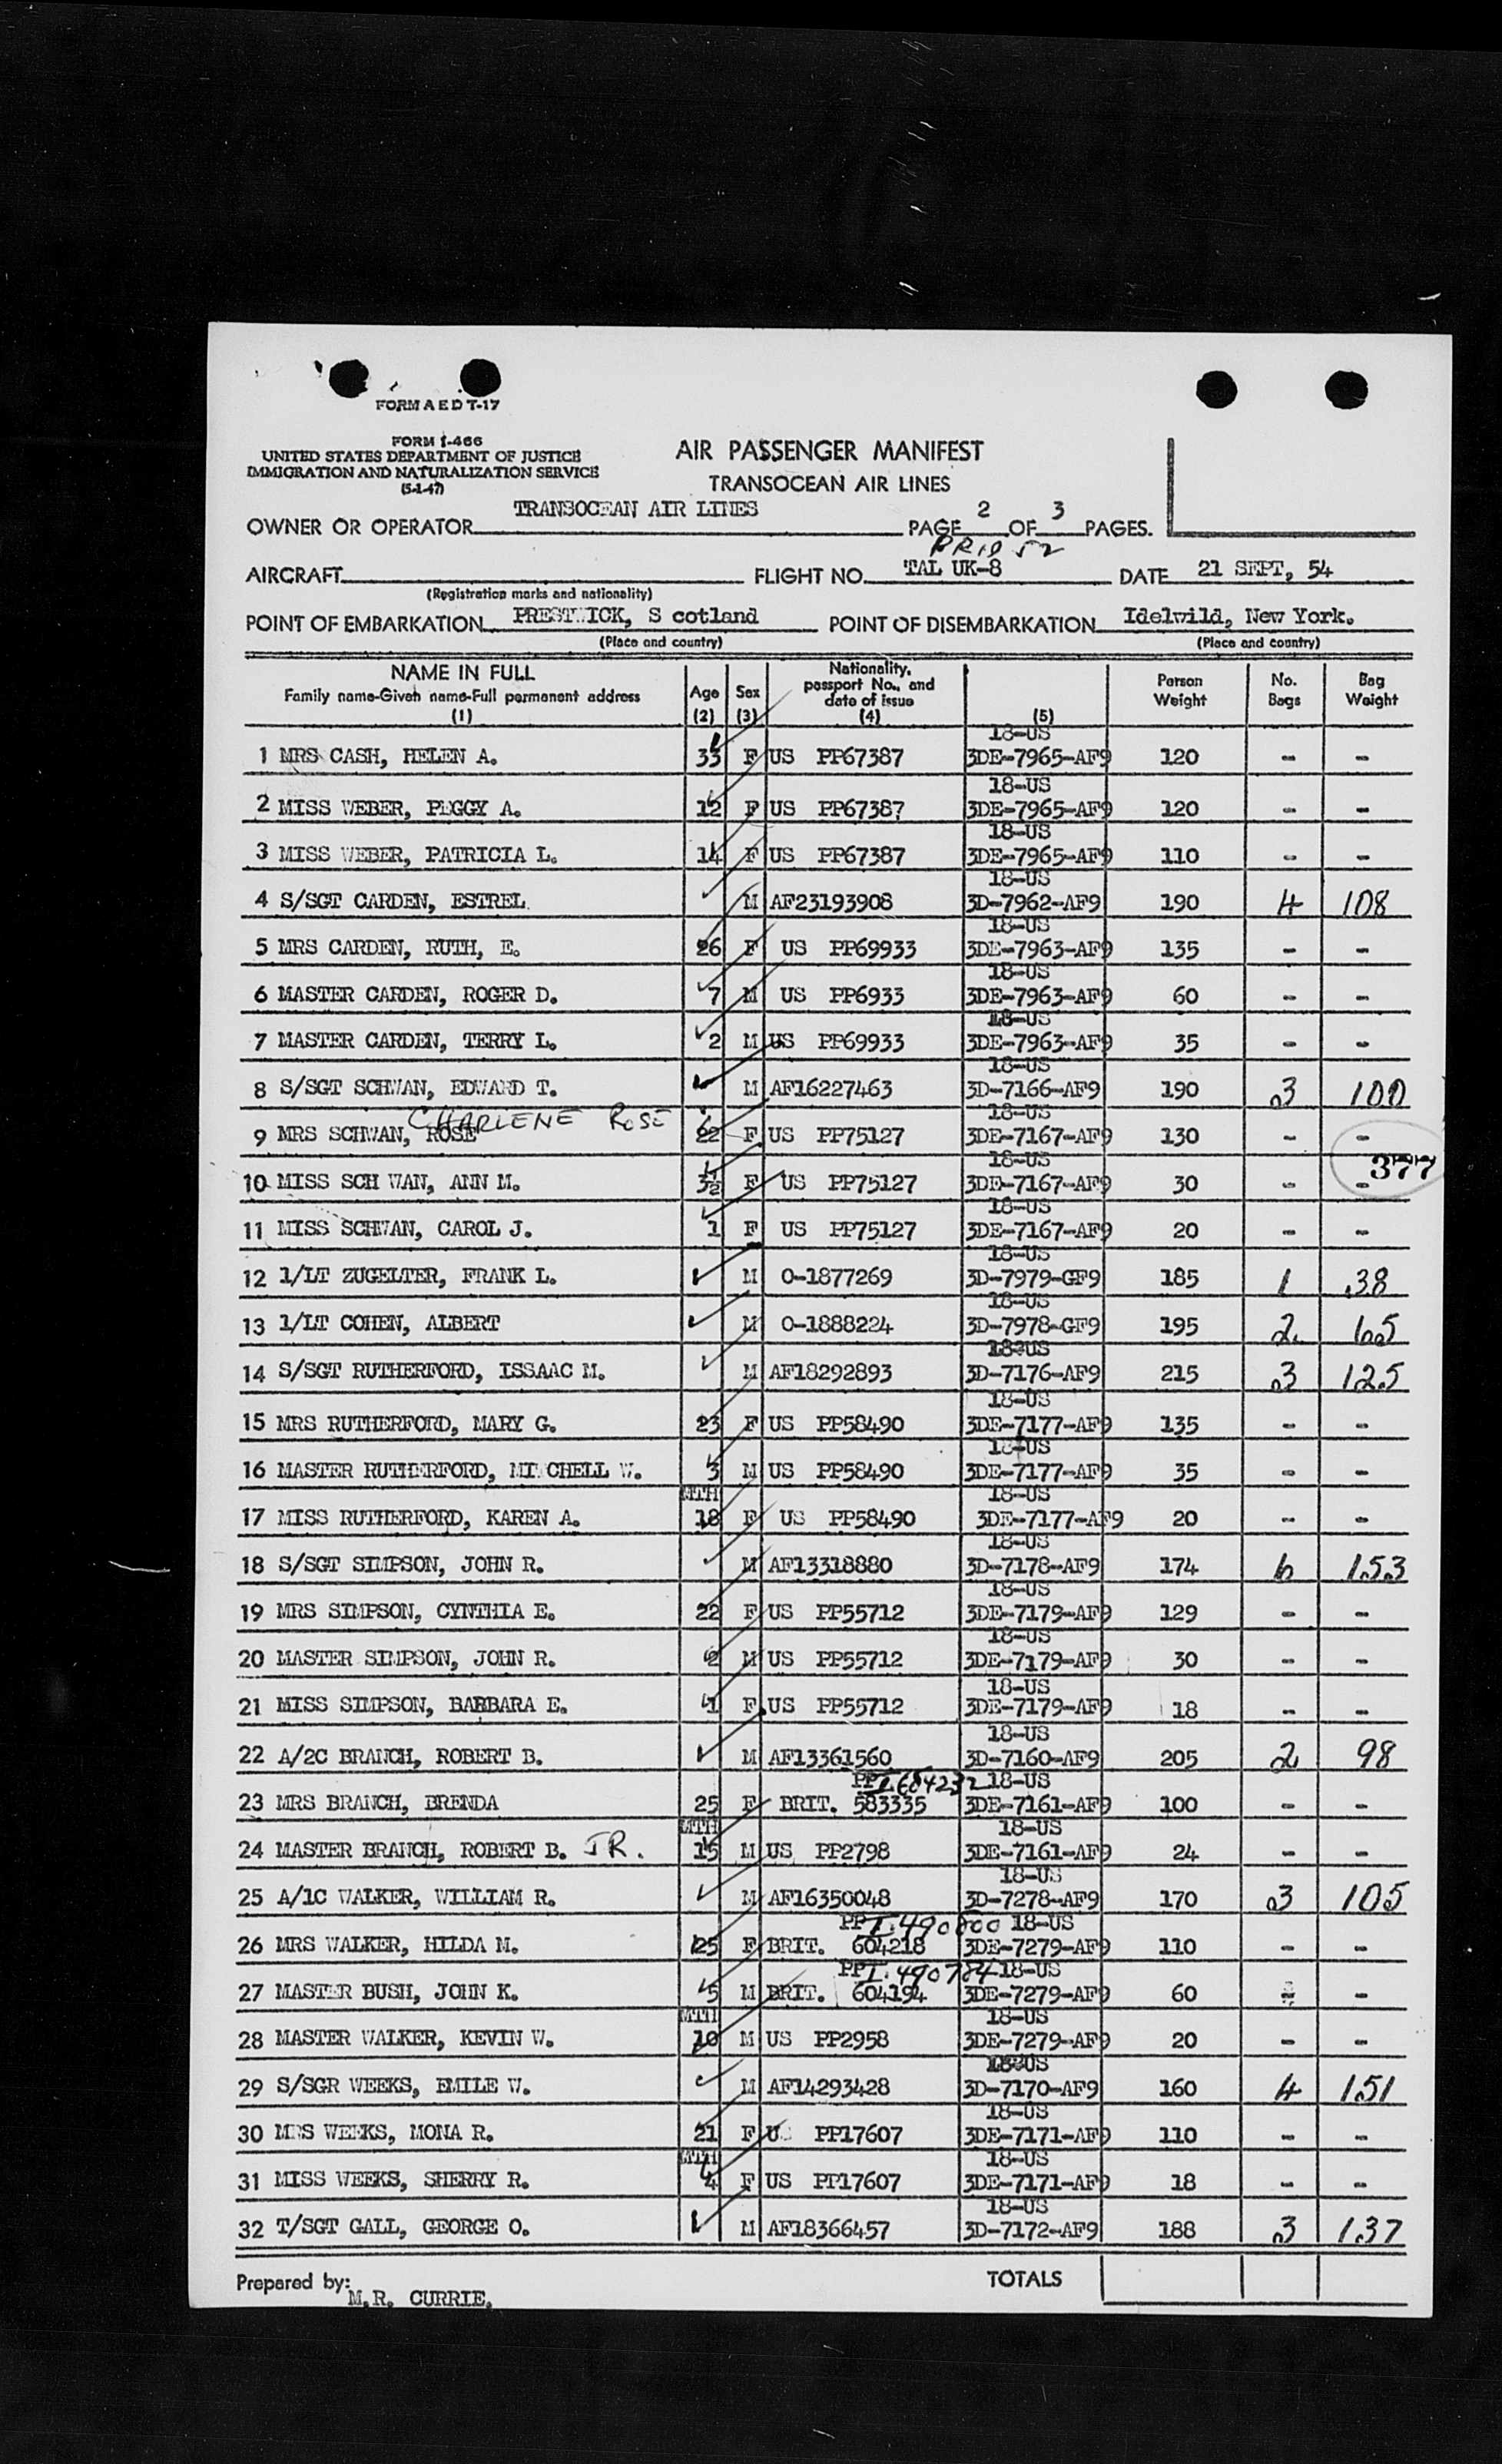 FORM A E D T-17
FORM I-466
UNITED STATES DEPARTMENT OF JUSTICE
IMMIGRATION AND NATURALIZATION SERVICE
(5-1-47)
AIR PASSENGER MANIFEST
TRANSOCEAN AIR LINES
OWNER OR OPERATOR TRANSOCEAN AIR LINES PAGE 2 OF 3 PAGES.
AIRCRAFT FLIGHT NO. TAL UK-8 DATE 21 SEPT, 54
(Registration marks and nationality)
POINT OF EMBARKATION PRESTWICK, S cotland POINT OF DISEMBARKATION Idelwild, New York.
(Place and country) (Place and country)
NAME IN FULL Family name-Given name-Full permanent address (1) Age (2) Sex (3) Nationality, passport No., and date of issue (4) (5) Person Weight No. Bags Bag Weight
1 MRS CASH, HELEN A. 33 F US PP67387 18-US 3DE-7965-AF9 120 - -
2 MISS WEBER, PEGGY A. 12 F US PP67387 18-US 3DE-7965-AF9 120 - -
3 MISS WEBER, PATRICIA L. 14 F US PP67387 18-US 3DE-7965-AF9 110 - -
4 S/SGT CARDEN, ESTREL. M AF23193908 18-US 3D-7962-AF9 190 4 108
5 MRS CARDEN, RUTH, E. 26 F US PP69933 18-US 3DE-7963-AF9 135 - -
6 MASTER CARDEN, ROGER D. 7 M US PP6933 18-US 3DE-7963-AF9 60 - -
7 MASTER CARDEN, TERRY L. 2 M US PP69933 18-US 3DE-7963-AF9 35 - -
8 S/SGT SCHWAN, EDWARD T. M AF16227463 18-US 3D-7166-AF9 190 3 100
CHARLENE ROSE
9 MRS SCHWAN, ROSE 22 F US PP75127 18-US 3DE-7167-AF9 130 - -
377
10 MISS SCH WAN, ANN M. F US PP75127 18-US 3DE-7167-AF9 30 - -
11 MISS SCHWAN, CAROL J. 1 F US PP75127 18-US 3DE-7167-AF9 20 - -
12 1/LT ZUGELTER, FRANK L. M O-1877269 18-US 3D-7979-GF9 185 1 38
13 1/LT COHEN, ALBERT M O-1888224 18-US 3D-7978-GF9 195 2 65
14 S/SGT RUTHERFORD, ISSAAC M. M AF18292893 18-US 3D-7176-AF9 215 3 125
15 MRS RUTHERFORD, MARY G. 23 F US PP58490 18-US 3DE-7177-AF9 135 - -
16 MASTER RUTHERFORD, MITCHELL W. 3 M US PP58490 18-US 3DE-7177-AF9 35 - -
17 MISS RUTHERFORD, KAREN A. MTH 18 F US PP58490 18-US 3DE-7177-AF9 20 - -
18 S/SGT SIMPSON, JOHN R. M AF13318880 18-US 3D-7178-AF9 174 6 153
19 MRS SIMPSON, CYNTHIA E. 22 F US PP55712 18-US 3DE-7179-AF9 129 - -
20 MASTER SIMPSON, JOHN R. 2 M US PP55712 18-US 3DE-7179-AF9 30 - -
21 MISS SIMPSON, BARBARA E. 1 F US PP55712 18-US 3DE-7179-AF9 18 - -
22 A/2C BRANCH, ROBERT B. M AF13361560 18-US 3D-7160-AF9 205 2 98
23 MRS BRANCH, BRENDA 25 F BRIT. PP 583335 18-US 3DE-7161-AF9 100 - -
24 MASTER BRANCH, ROBERT B. JR. MTH 15 M US PP2798 18-US 3DE-7161-AF9 24 - -
25 A/1C WALKER, WILLIAM R. M AF16350048 18-US 3D-7278-AF9 170 3 105
26 MRS WALKER, HILDA M. 25 F BRIT. PP I.490800 604218 18-US 3DE-7279-AF9 110 - -
27 MASTER BUSH, JOHN K. 5 M BRIT. PP I.490784 604194 18-US 3DE-7279-AF9 60 -
28 MASTER WALKER, KEVIN W. MTH 10 M US PP2958 18-US 3DE-7279-AF9 20 - -
29 S/SGR WEEKS, EMILE W. M AF14293428 18-US 3D-7170-AF9 160 4 151
30 MRS WEEKS, MONA R. 21 F US PP17607 18-US 3DE-7171-AF9 110 - -
31 MISS WEEKS, SHERRY R. MTH 4 F US PP17607 18-US 3DE-7171-AF9 18 - -
32 T/SGT GALL, GEORGE O. M AF18366457 18-US 3D-7172-AF9 188 3 137
Prepared by: M.R. CURRIE. TOTALS